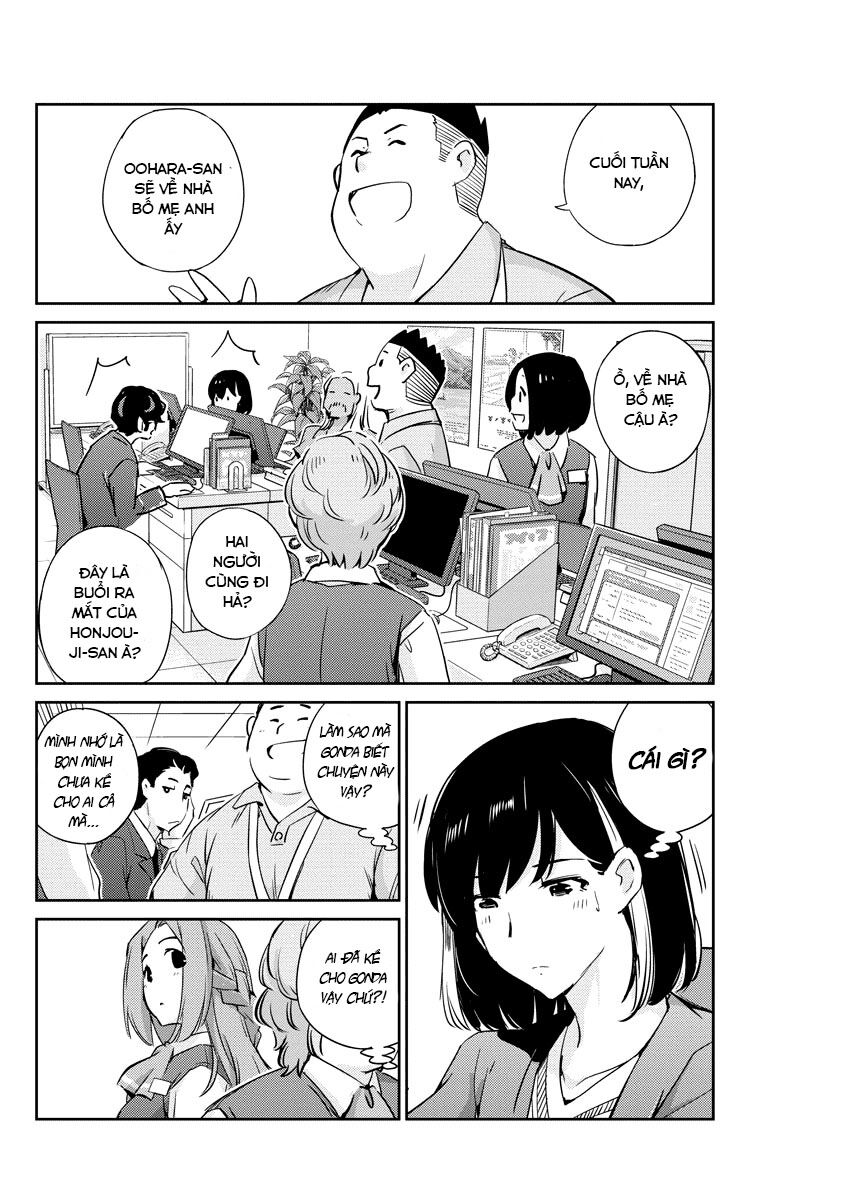 CUỐI TUẦN
NAY,
OOHARA-SAN
SẼ VỀ NHÀ
BỐ MẸ ANH
ẤY
Ồ, VỀ NHÀ
BỐ MẸ
CẬU À?
HAI
NGƯỜI
CÙNG ĐI
HẢ?
ĐÂY LÀ
BUỔI RA
MẮT CỦA
HONJOU-
JI-SAN À?
CÁI GÌ?
LÀM SAO MÀ
GONDA BIẾT
CHUYỆN NÀY
VẬY?
MÌNH NHỚ LÀ
BỌN MÌNH
CHƯA KỂ
CHO AI CẢ
MÀ...
AI ĐÃ KỂ
CHO GONDA
VẬY CHỨ?!